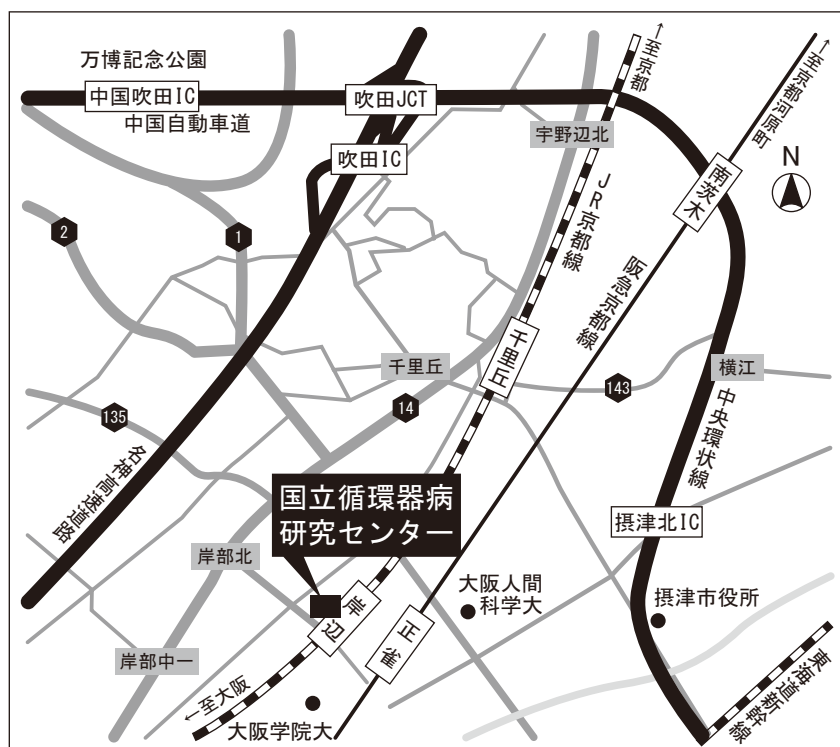 万博記念公園
中国吹田IC
中国自動車道
吹田JCT
吹田IC
宇野辺北
↑至京都
↑至京都河原町
N
南茨木
JR京都線
阪急京都線
2
1
千里丘
千里丘
143
横江
135
14
中央環状線
名神高速道路
国立循環器病
研究センター
摂津北IC
岸部北
大阪人間
科学大
摂津市役所
岸辺
正雀
岸部中一
←至大阪
大阪学院大
東海道新幹線